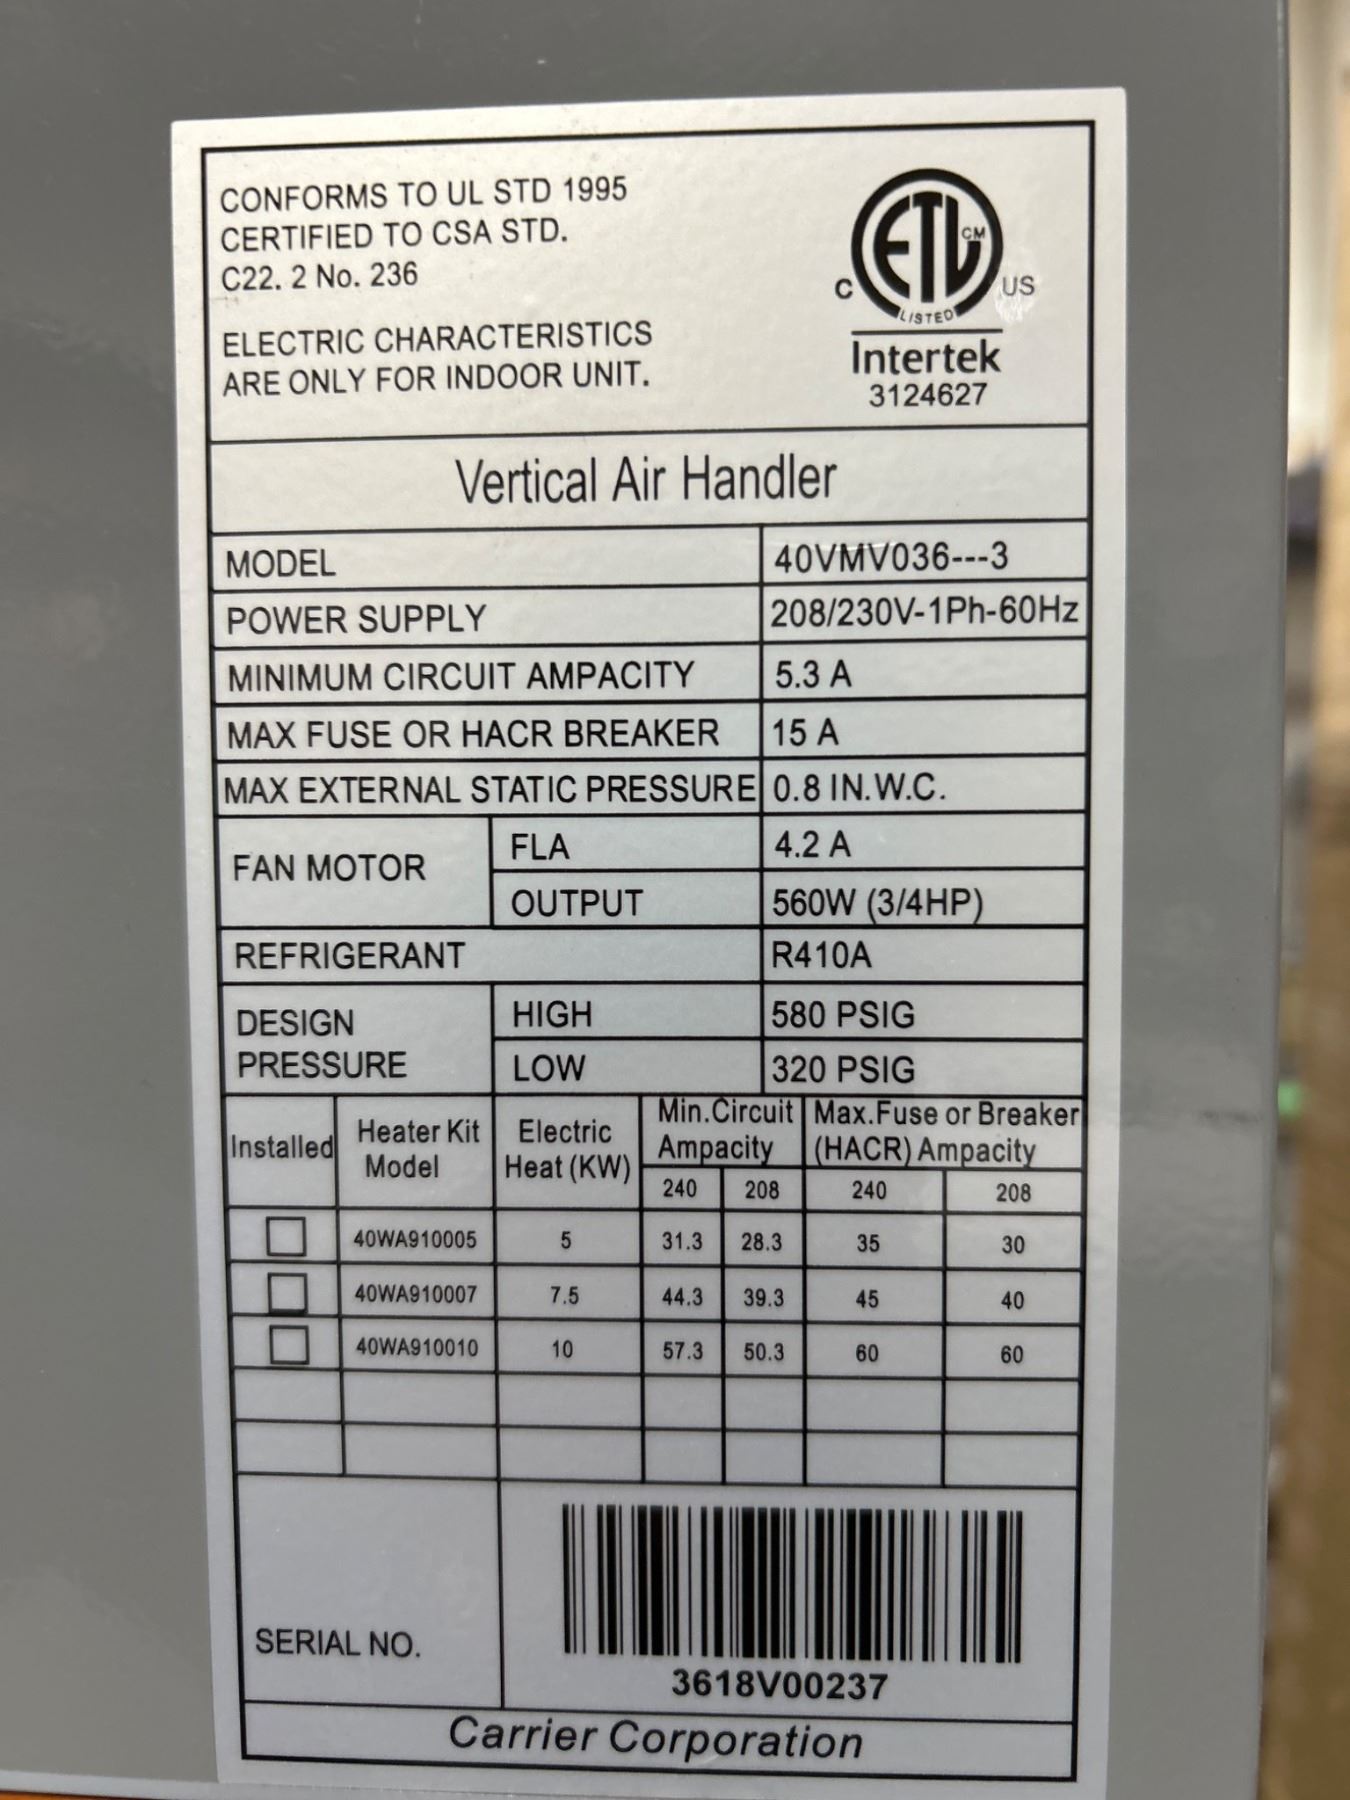 CONFORMS TO UL STD 1995
CERTIFIED TO CSA STD.
C22. 2 No. 236
ELECTRIC CHARACTERISTICS
ARE ONLY FOR INDOOR UNIT.
ETL CM
C US
LISTED
Intertek
3124627
Vertical Air Handler
MODEL 40VMV036---3
POWER SUPPLY 208/230V-1Ph-60Hz
MINIMUM CIRCUIT AMPACITY 5.3 A
MAX FUSE OR HACR BREAKER 15 A
MAX EXTERNAL STATIC PRESSURE 0.8 IN.W.C.
FAN MOTOR FLA 4.2 A
OUTPUT 560W (3/4HP)
REFRIGERANT R410A
DESIGN PRESSURE HIGH 580 PSIG
LOW 320 PSIG
Installed Heater Kit Model Electric Heat (KW) Min.Circuit Ampacity Max.Fuse or Breaker (HACR) Ampacity
240 208 240 208
40WA910005 5 31.3 28.3 35 30
40WA910007 7.5 44.3 39.3 45 40
40WA910010 10 57.3 50.3 60 60
SERIAL NO. 3618V00237
Carrier Corporation